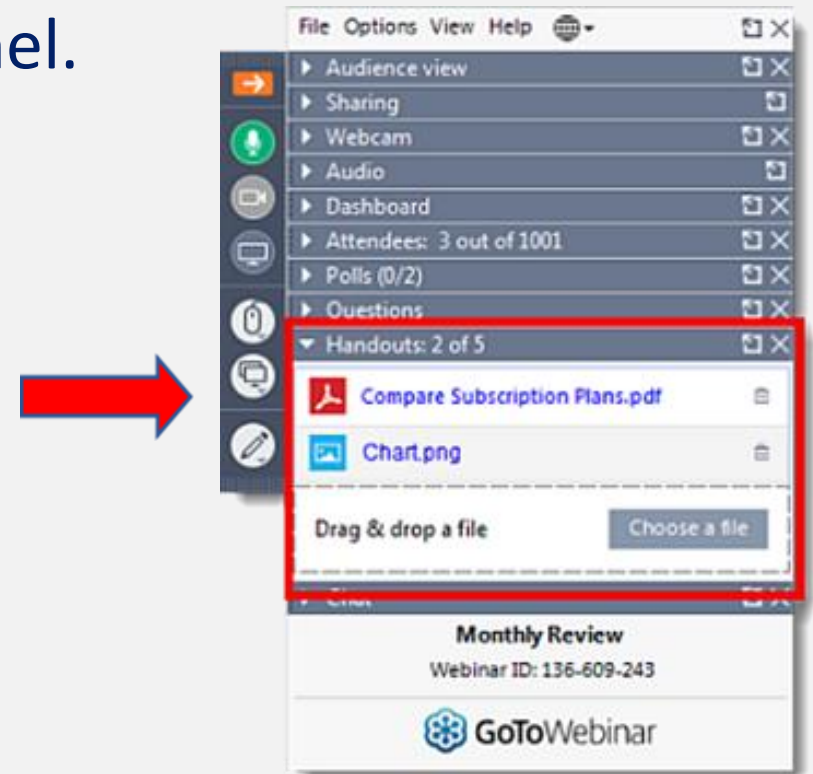 nel.
File Options View Help
Audience view
Sharing
Webcam
Audio
Dashboard
Attendees: 3 out of 1001
Polls (0/2)
Questions
Handouts: 2 of 5
Compare Subscription Plans.pdf
Chart.png
Drag & drop a file Choose a file
Chat
Monthly Review
Webinar ID: 136-609-243
GoToWebinar